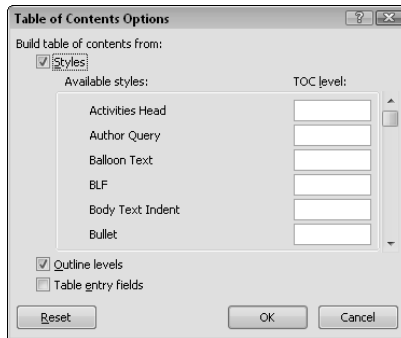 Table of Contents Options
Build table of contents from:
Styles
Available styles: TOC level:
Activities Head
Author Query
Balloon Text
BLF
Body Text Indent
Bullet
Outline levels
Table entry fields
Reset OK Cancel